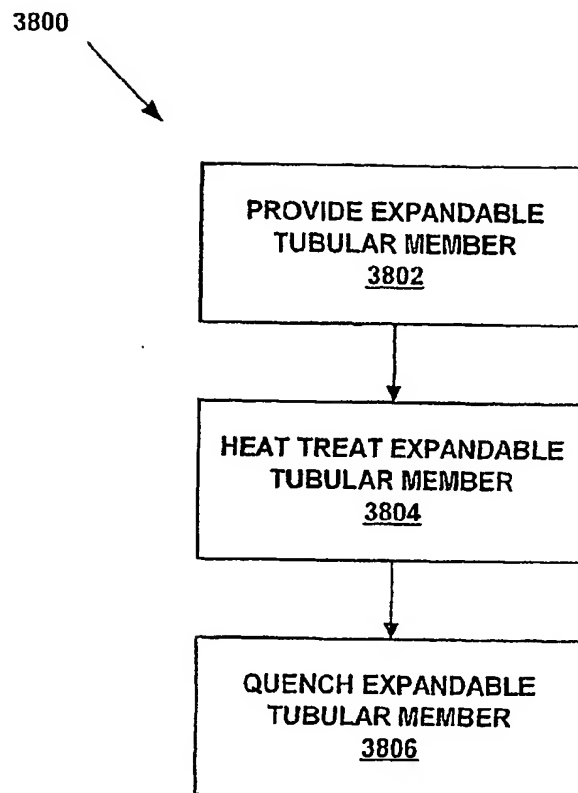 3800
PROVIDE EXPANDABLE
TUBULAR MEMBER
3802
HEAT TREAT EXPANDABLE
TUBULAR MEMBER
3804
QUENCH EXPANDABLE
TUBULAR MEMBER
3806